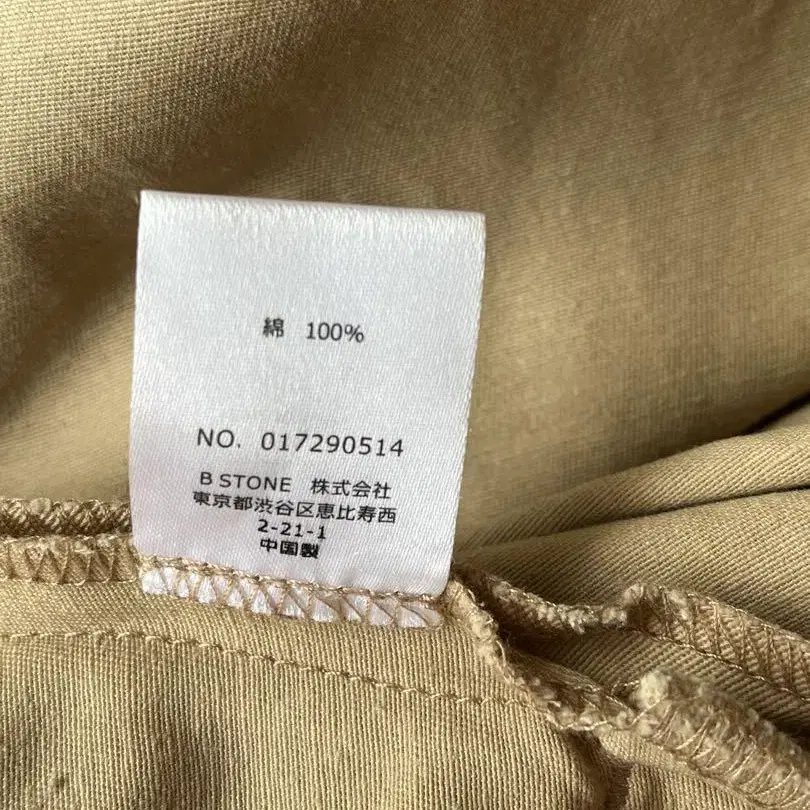 綿 100%
NO. 017290514
B STONE 株式会社
東京都渋谷区恵比寿西
2-21-1
中国製